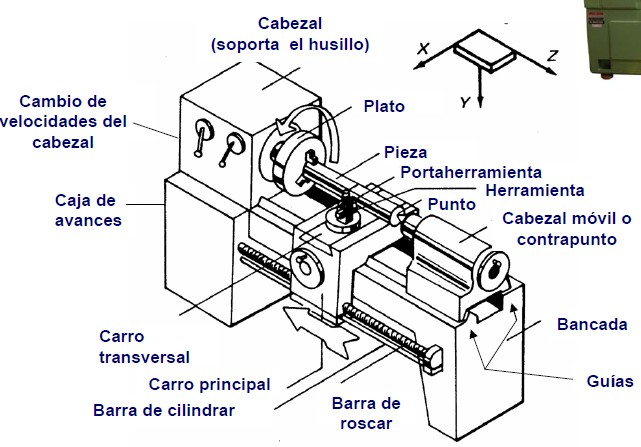 Cabezal
(soporta el husillo)
X
Z
Y
Cambio de
velocidades del
cabezal
Plato
Pieza
Portaherramienta
Herramienta
Punto
Caja de
avances
Cabezal móvil o
contrapunto
Carro
transversal
Bancada
Carro principal
Guías
Barra de cilindrar
Barra de
roscar